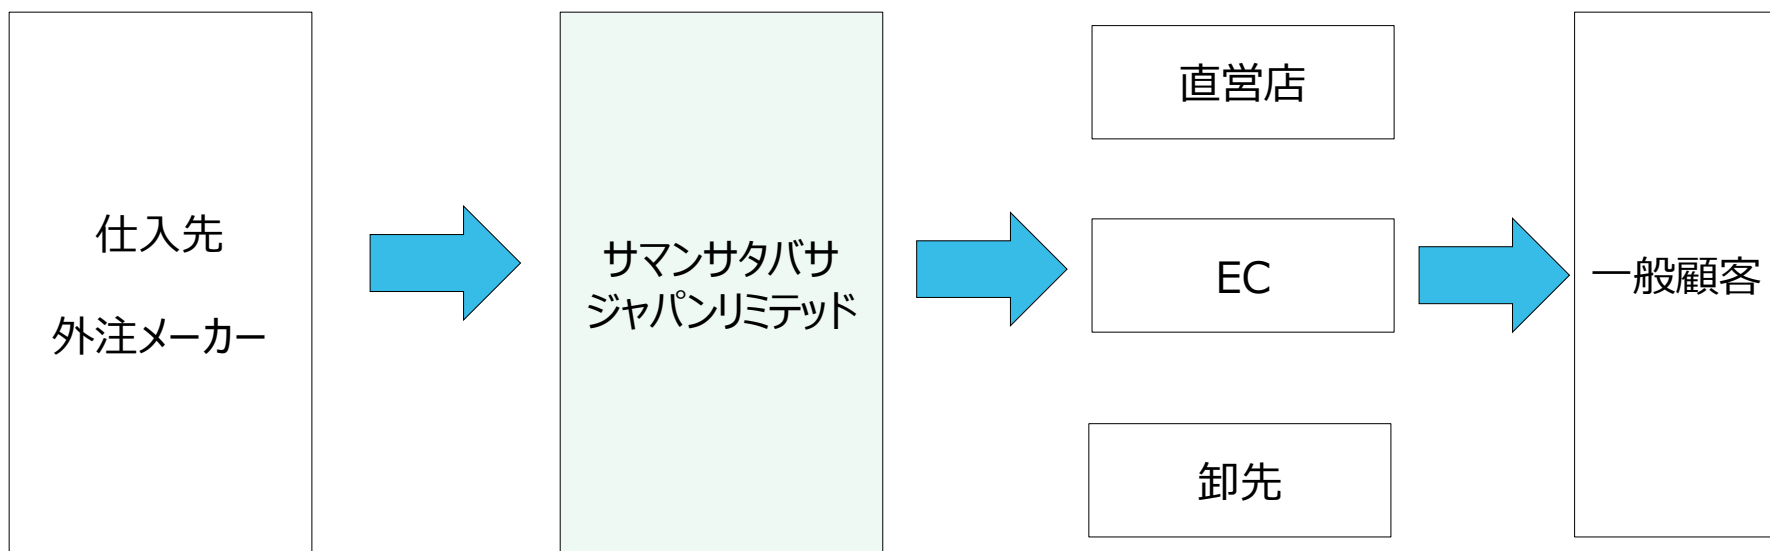 仕入先
外注メーカー
サマンサタバサ
ジャパンリミテッド
直営店
EC
卸先
一般顧客